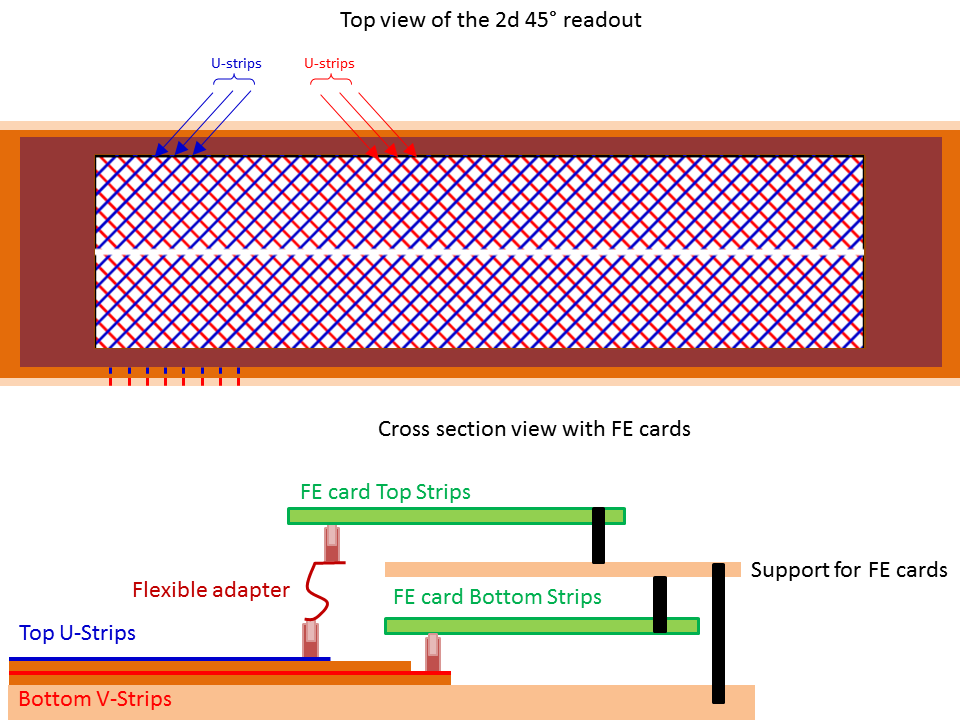 Top view of the 2d 45° readout
U-strips
U-strips
Cross section view with FE cards
FE card Top Strips
Support for FE cards
Flexible adapter
FE card Bottom Strips
Top U-Strips
Bottom V-Strips